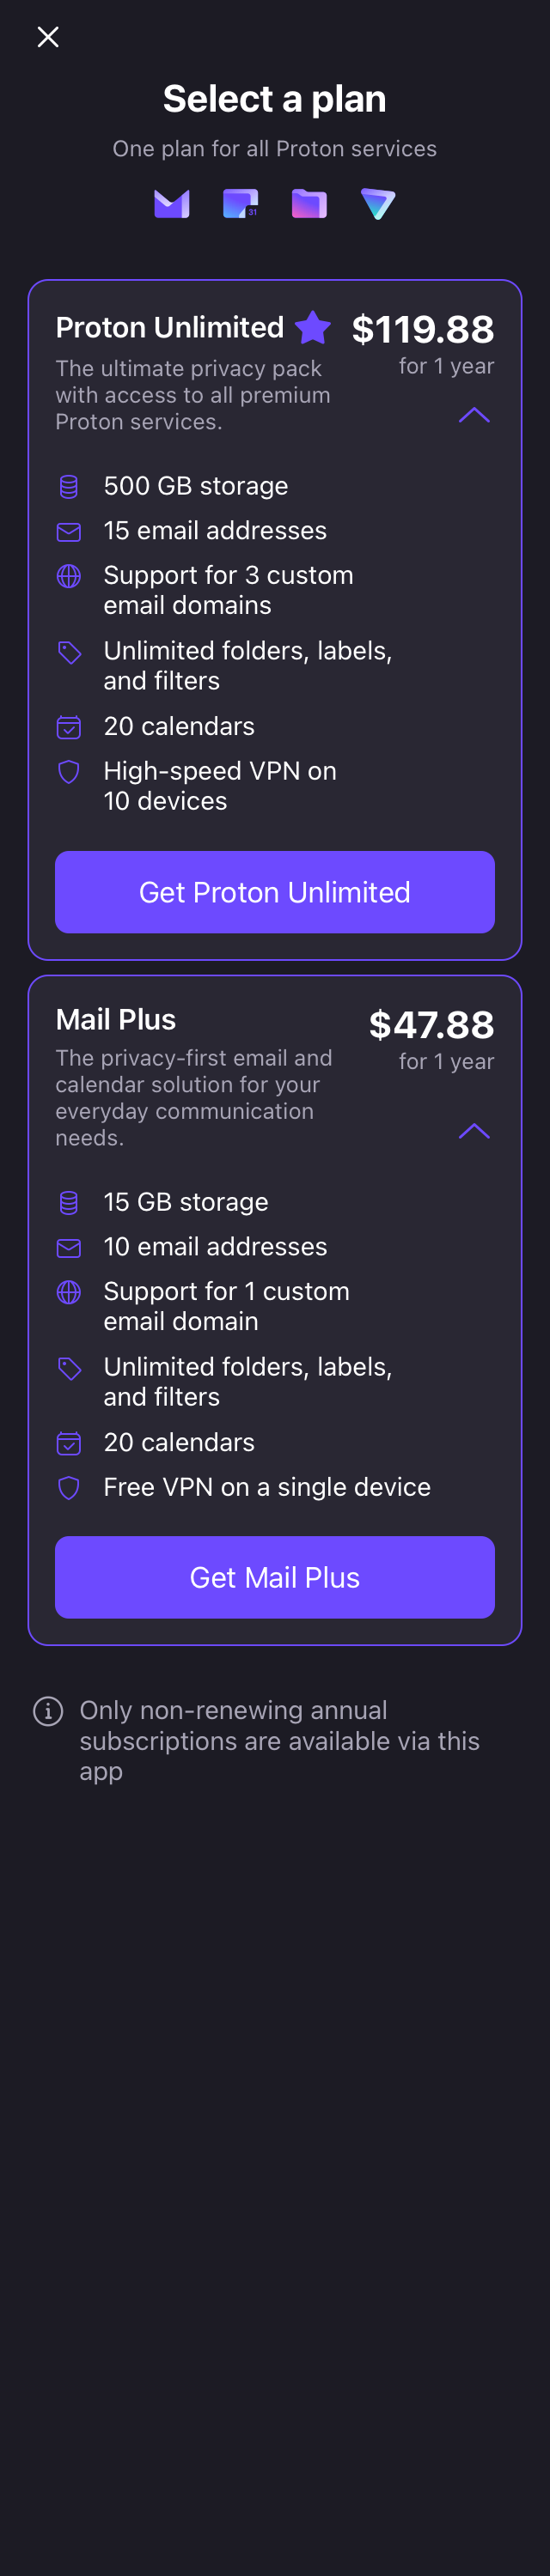 Select a plan
One plan for all Proton services
31
Proton Unlimited
$119.88
for 1 year
The ultimate privacy pack
with access to all premium
Proton services.
500 GB storage
15 email addresses
Support for 3 custom
email domains
Unlimited folders, labels,
and filters
20 calendars
High-speed VPN on
10 devices
Get Proton Unlimited
Mail Plus
$47.88
for 1 year
The privacy-first email and
calendar solution for your
everyday communication
needs.
15 GB storage
10 email addresses
Support for 1 custom
email domain
Unlimited folders, labels,
and filters
20 calendars
Free VPN on a single device
Get Mail Plus
Only non-renewing annual
subscriptions are available via this
app